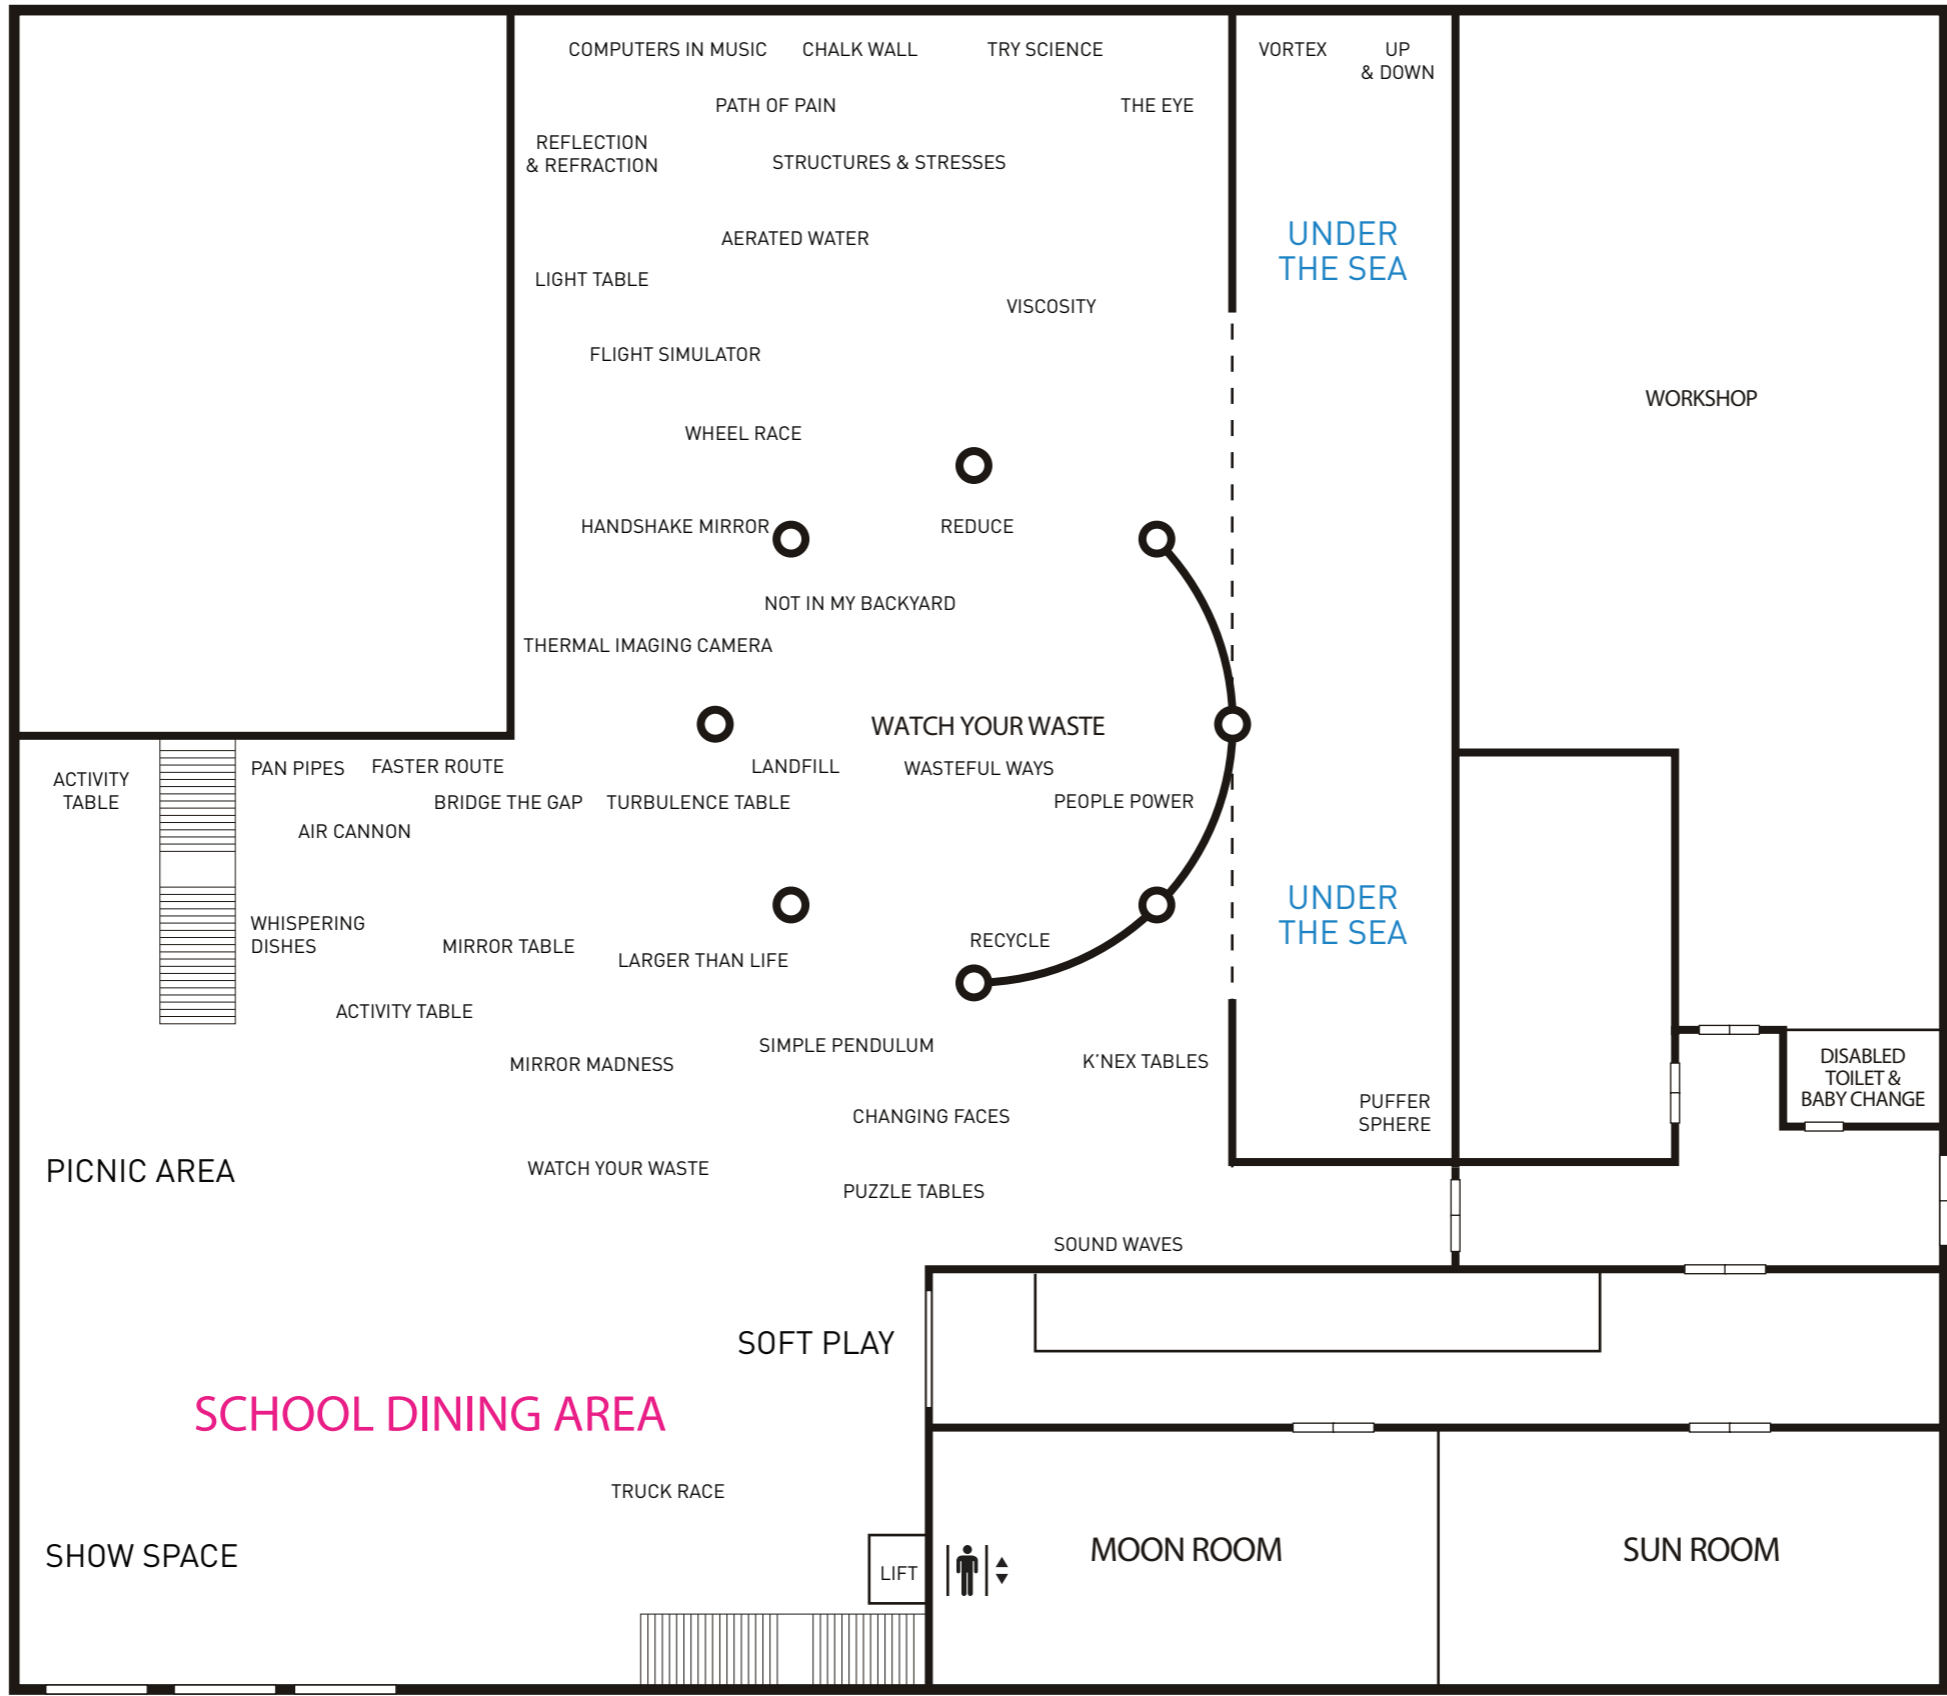 COMPUTERS IN MUSIC
CHALK WALL
TRY SCIENCE
VORTEX
UP
& DOWN
PATH OF PAIN
THE EYE
REFLECTION
& REFRACTION
STRUCTURES & STRESSES
UNDER
THE SEA
AERATED WATER
LIGHT TABLE
VISCOSITY
FLIGHT SIMULATOR
WORKSHOP
WHEEL RACE
HANDSHAKE MIRROR
REDUCE
NOT IN MY BACKYARD
THERMAL IMAGING CAMERA
WATCH YOUR WASTE
ACTIVITY
TABLE
PAN PIPES
FASTER ROUTE
LANDFILL
WASTEFUL WAYS
BRIDGE THE GAP
TURBULENCE TABLE
PEOPLE POWER
AIR CANNON
UNDER
THE SEA
WHISPERING
DISHES
MIRROR TABLE
LARGER THAN LIFE
RECYCLE
ACTIVITY TABLE
SIMPLE PENDULUM
MIRROR MADNESS
K'NEX TABLES
DISABLED
TOILET &
BABY CHANGE
PUFFER
SPHERE
CHANGING FACES
PICNIC AREA
WATCH YOUR WASTE
PUZZLE TABLES
SOUND WAVES
SOFT PLAY
SCHOOL DINING AREA
TRUCK RACE
SHOW SPACE
LIFT
MOON ROOM
SUN ROOM